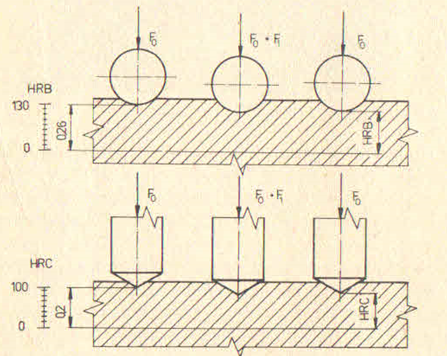 F₀
F₀ + F₁
F₀
HRB
130
0
0,26
HRB
F₀
F₀ + F₁
F₀
HRC
100
0
0,2
HRC